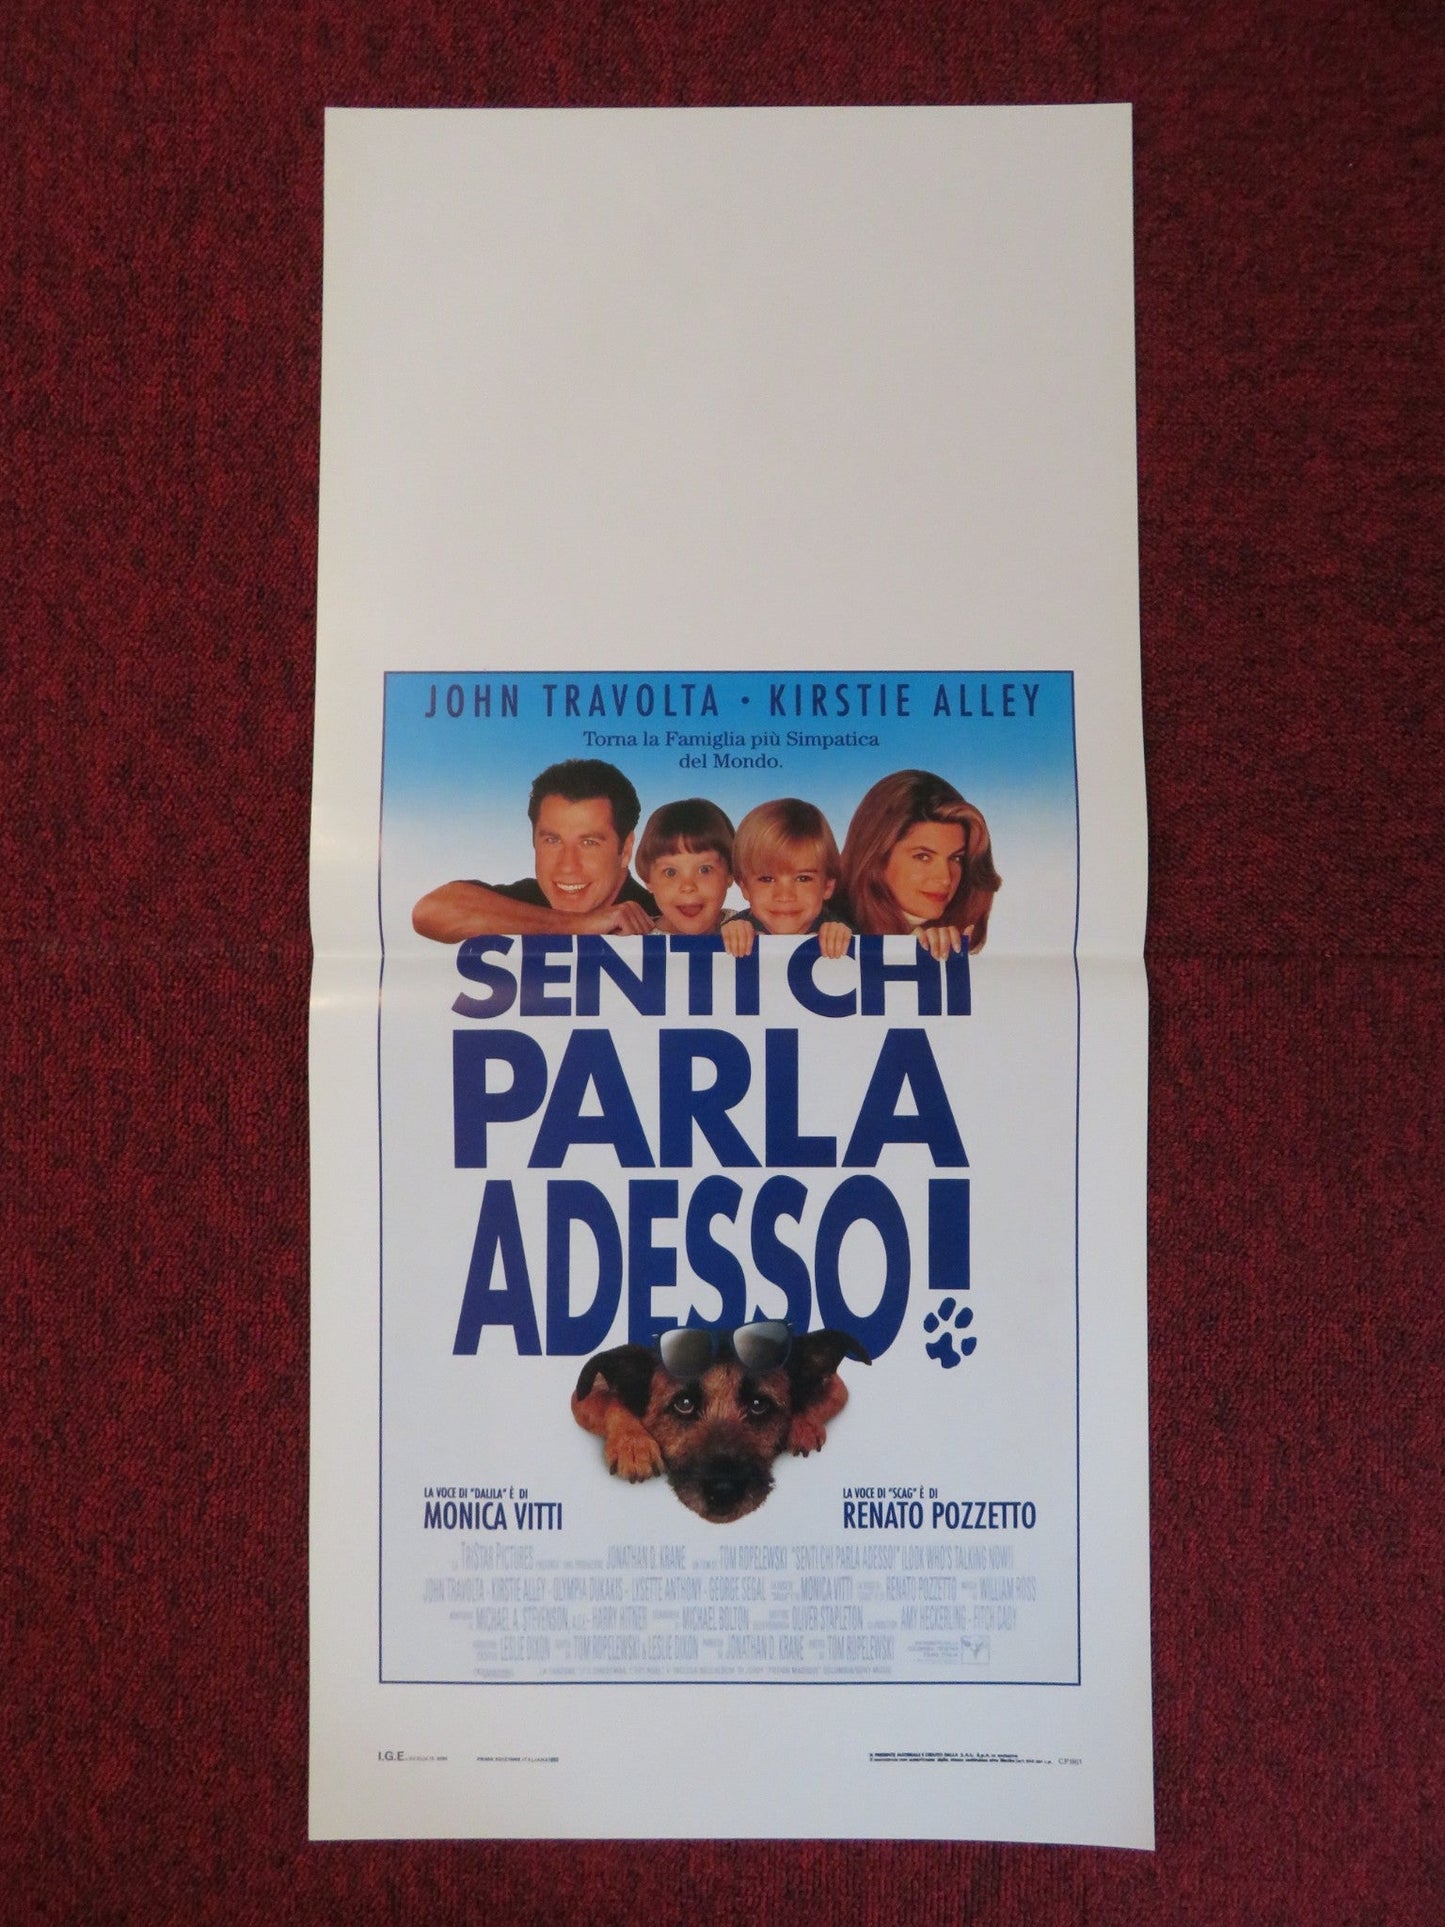 JOHN TRAVOLTA · KIRSTIE ALLEY
Torna la Famiglia più Simpatica
del Mondo.
SENTI CHI
PARLA
ADESSO!
LA VOCE DI "DALILA" È DI
MONICA VITTI
LA VOCE DI "SCAG" È DI
RENATO POZZETTO
TRISTAR PICTURES JONATHAN D. KRANE TOM ROPELEWSKI "SENTI CHI PARLA ADESSO!" (LOOK WHO'S TALKING NOW!)
JOHN TRAVOLTA · KIRSTIE ALLEY · OLYMPIA DUKAKIS · LYSETTE ANTHONY · GEORGE SEGAL MONICA VITTI RENATO POZZETTO WILLIAM ROSS
MICHAEL A. STEVENSON, A.C.E. · HARRY HITNER MICHAEL BOLTON OLIVER STAPLETON AMY HECKERLING · FITCH CADY
LESLIE DIXON TOM ROPELEWSKI & LESLIE DIXON JONATHAN D. KRANE TOM ROPELEWSKI
I.G.E.
PRIMA EDIZIONE ITALIANA